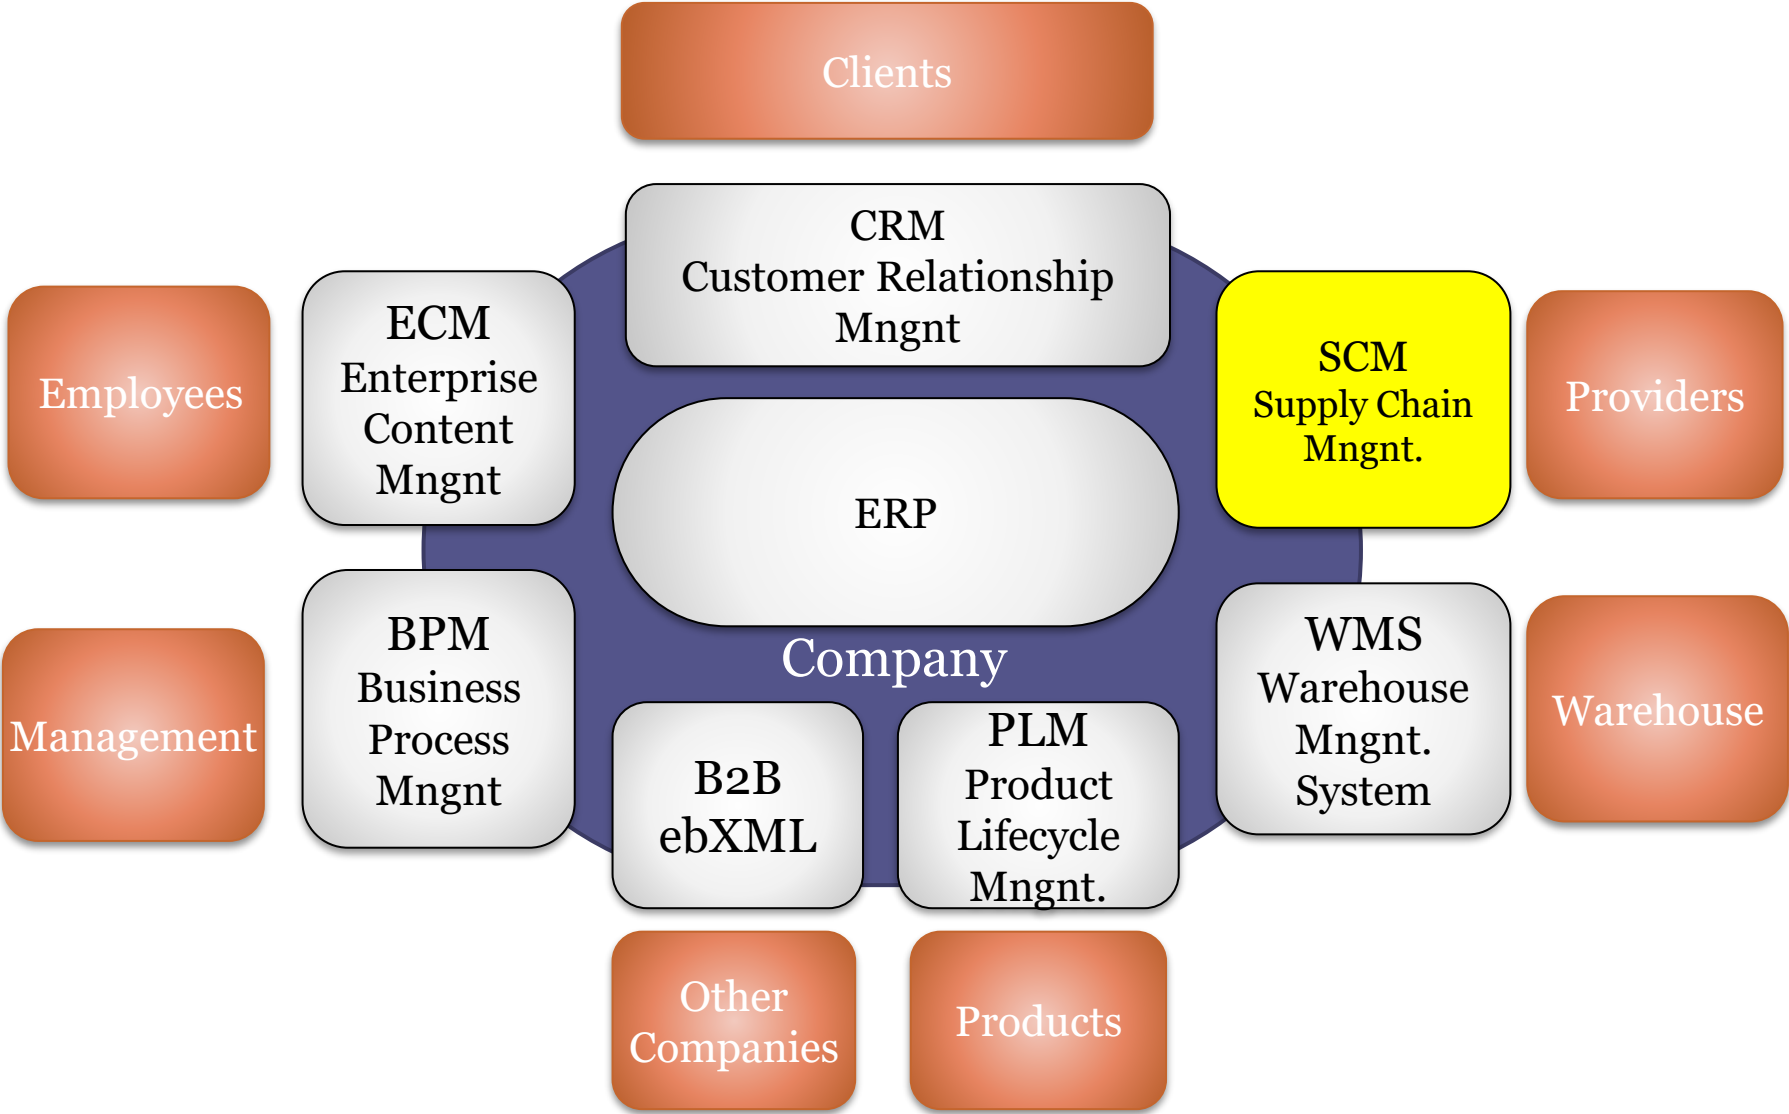 Clients
CRM
Customer Relationship
Mngnt
Employees
ECM
Enterprise
Content
Mngnt
ERP
SCM
Supply Chain
Mngnt.
Providers
Management
BPM
Business
Process
Mngnt
Company
WMS
Warehouse
Mngnt.
System
Warehouse
B2B
ebXML
PLM
Product
Lifecycle
Mngnt.
Other
Companies
Products